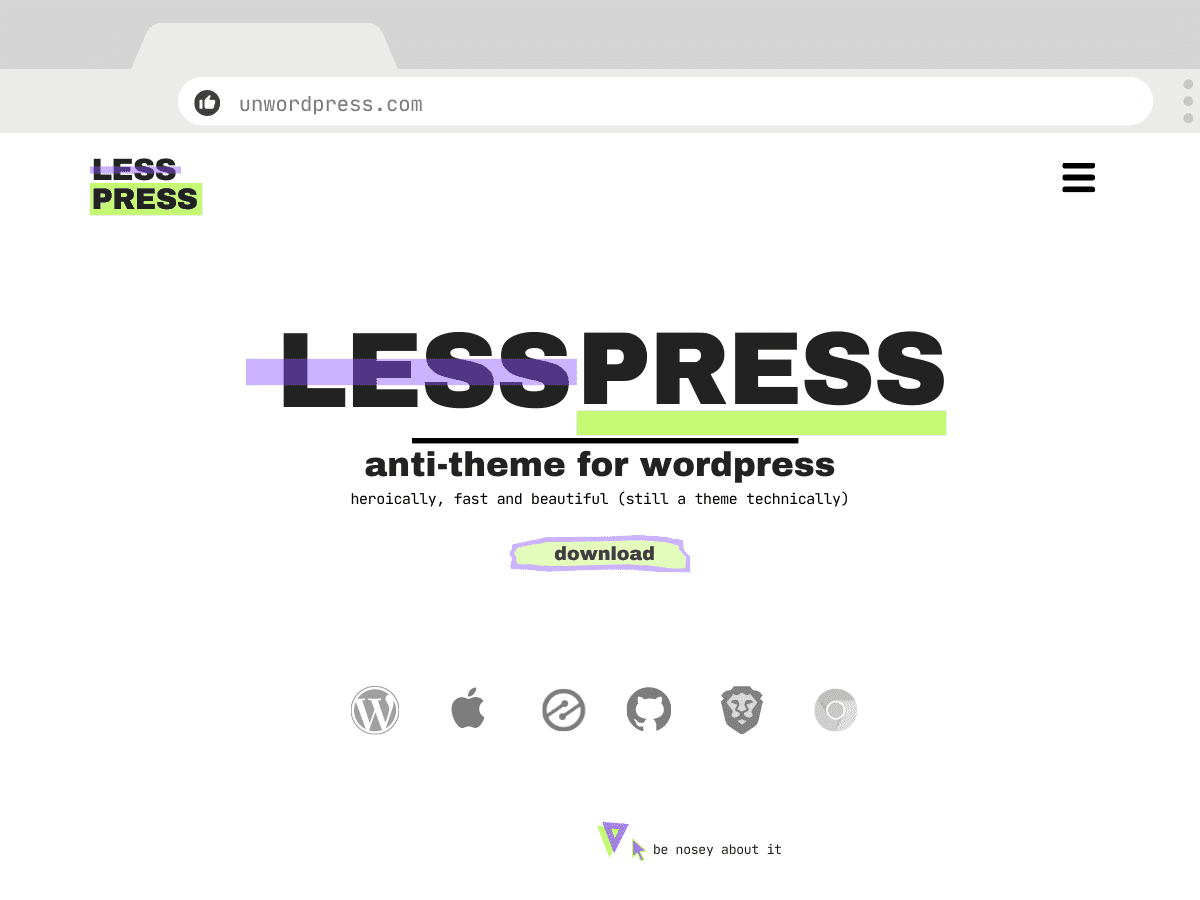 unwordpress.com
LESS
PRESS
LESSPRESS
anti-theme for wordpress
heroically, fast and beautiful (still a theme technically)
download
be nosey about it